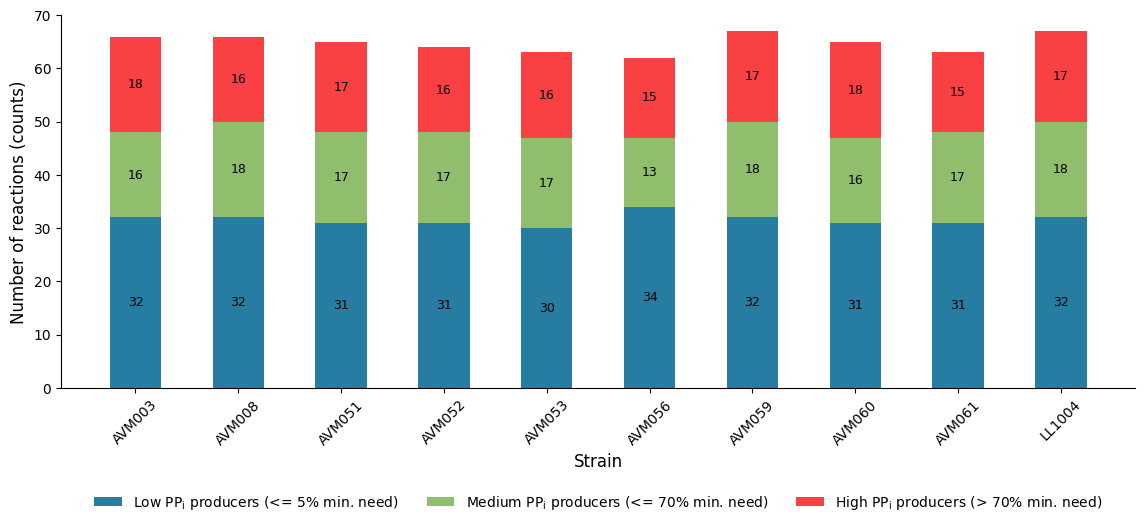 Number of reactions (counts)
70
60
50
40
30
20
10
0
18 16 17 16 16 15 17 18 15 17
16 18 17 17 17 13 18 16 17 18
32 32 31 31 30 34 32 31 31 32
AVM003 AVM008 AVM051 AVM052 AVM053 AVM056 AVM059 AVM060 AVM061 LL1004
Strain
Low PPi producers (<= 5% min. need) Medium PPi producers (<= 70% min. need) High PPi producers (> 70% min. need)